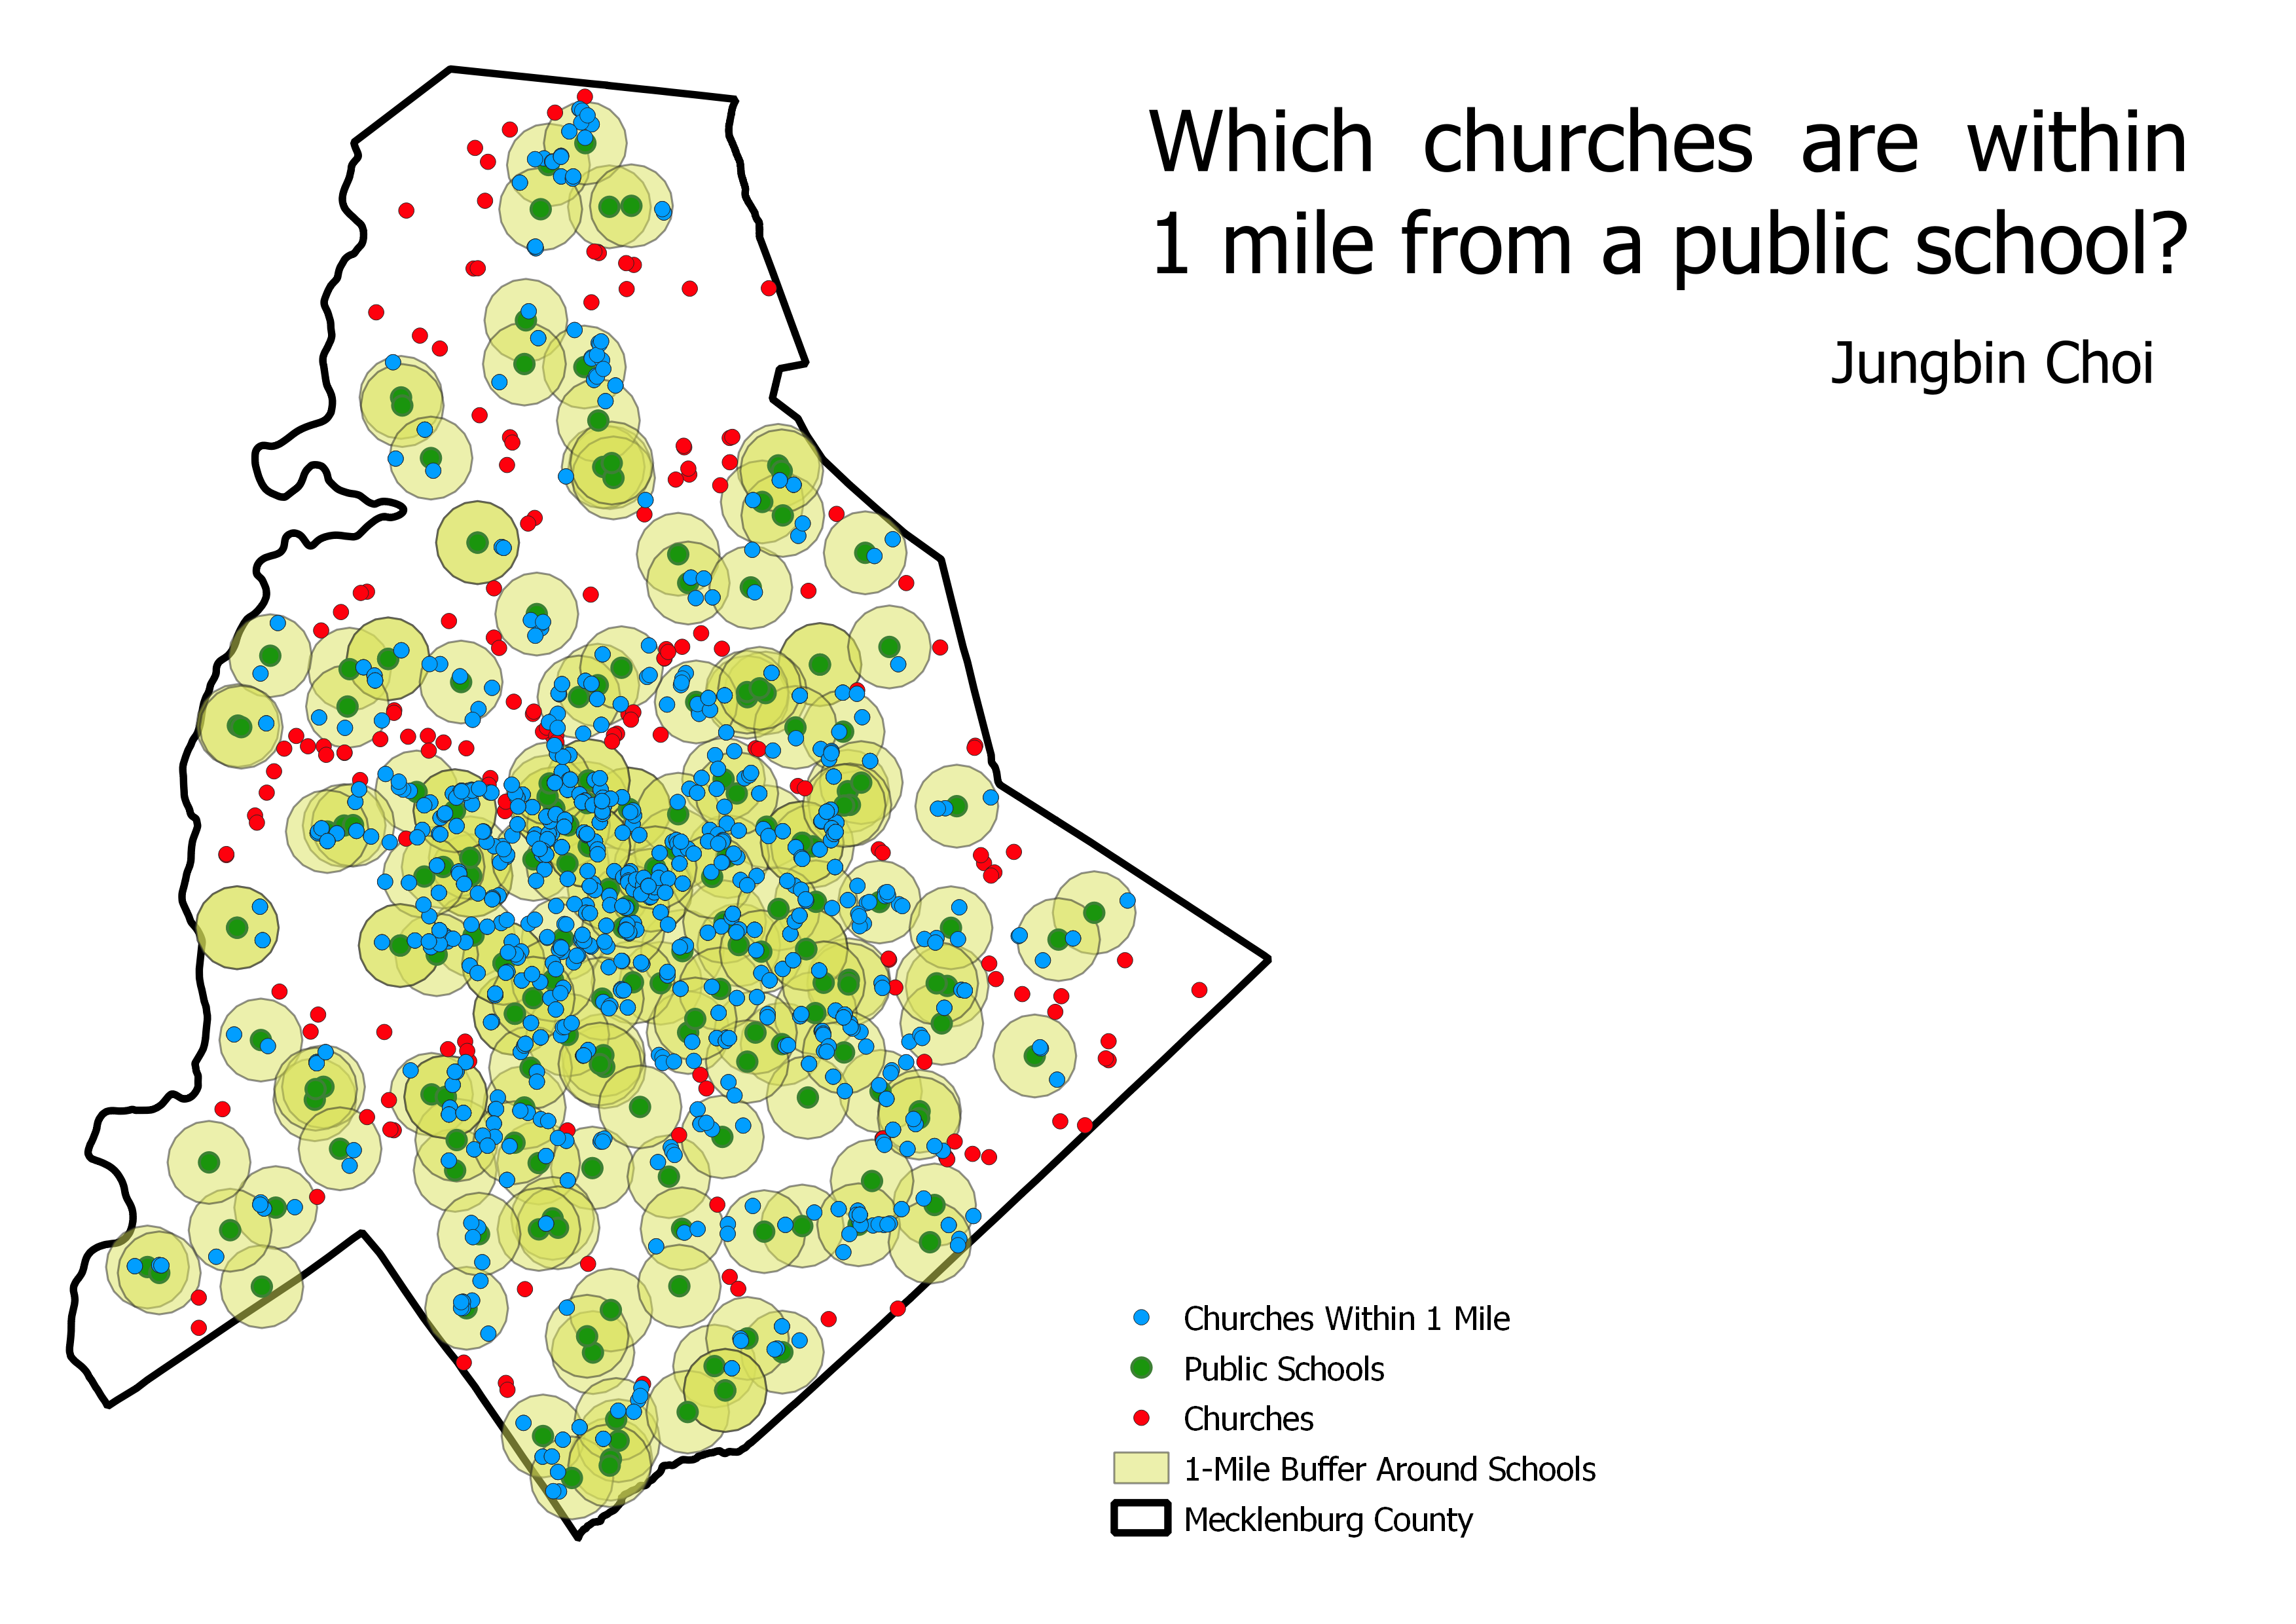 Which churches are within
1 mile from a public school?
Jungbin Choi
Churches Within 1 Mile
Public Schools
Churches
1-Mile Buffer Around Schools
Mecklenburg County